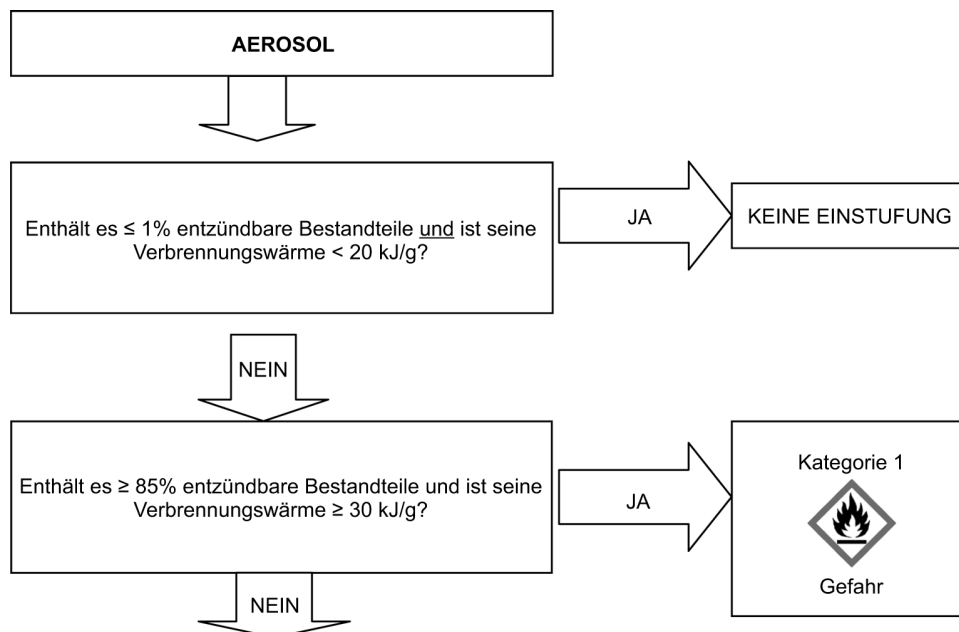 AEROSOL
Enthält es ≤ 1% entzündbare Bestandteile und ist seine
Verbrennungswärme < 20 kJ/g?
JA
KEINE EINSTUFUNG
NEIN
Enthält es ≥ 85% entzündbare Bestandteile und ist seine
Verbrennungswärme ≥ 30 kJ/g?
JA
Kategorie 1
Gefahr
NEIN